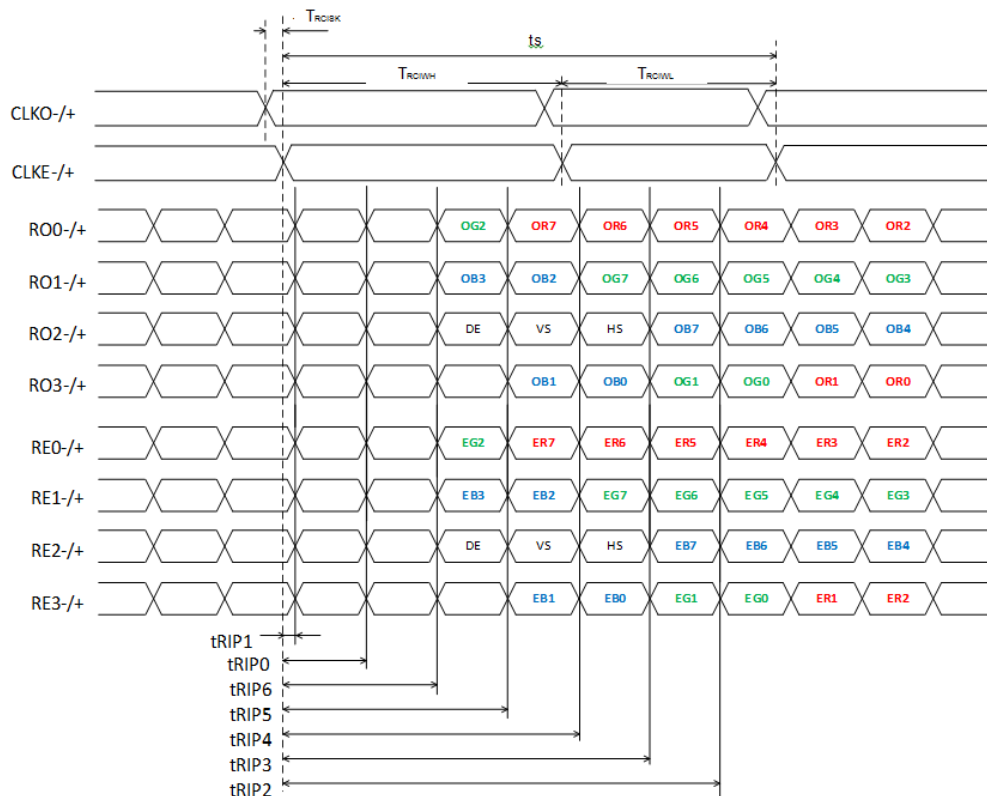 TRCISK
ts
TRCIWH TRCIWL
CLKO-/+
CLKE-/+
RO0-/+ OG2 OR7 OR6 OR5 OR4 OR3 OR2
RO1-/+ OB3 OB2 OG7 OG6 OG5 OG4 OG3
RO2-/+ DE VS HS OB7 OB6 OB5 OB4
RO3-/+ OB1 OB0 OG1 OG0 OR1 OR0
RE0-/+ EG2 ER7 ER6 ER5 ER4 ER3 ER2
RE1-/+ EB3 EB2 EG7 EG6 EG5 EG4 EG3
RE2-/+ DE VS HS EB7 EB6 EB5 EB4
RE3-/+ EB1 EB0 EG1 EG0 ER1 ER2
tRIP1
tRIP0
tRIP6
tRIP5
tRIP4
tRIP3
tRIP2